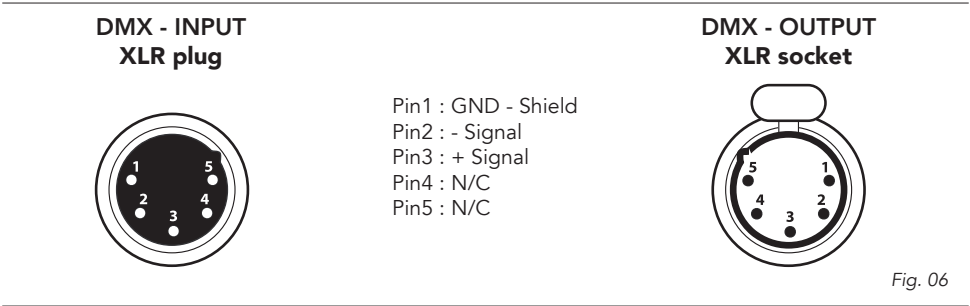 DMX - INPUT
XLR plug
1
5
2
4
3
Pin1 : GND - Shield
Pin2 : - Signal
Pin3 : + Signal
Pin4 : N/C
Pin5 : N/C
DMX - OUTPUT
XLR socket
5
1
4
2
3
Fig. 06